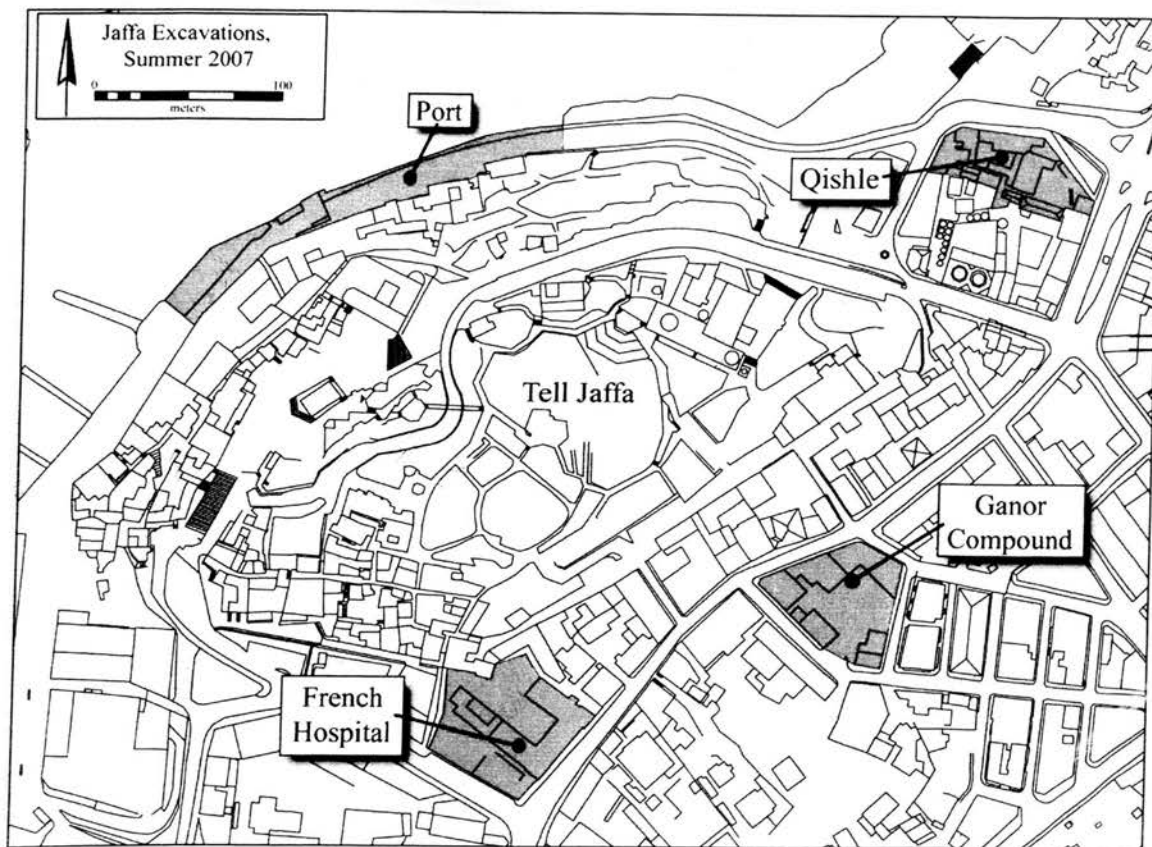 Jaffa Excavations,
Summer 2007
0 100
meters
Port
Qishle
Tell Jaffa
Ganor
Compound
French
Hospital